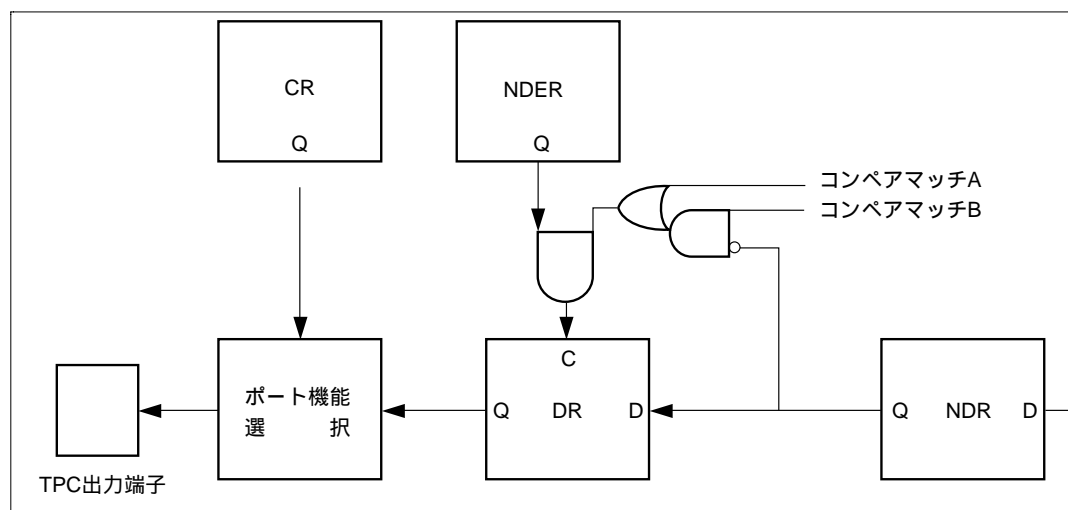 CR
Q
NDER
Q
コンペアマッチA
コンペアマッチB
C
Q
DR
D
Q
NDR
D
ポート機能
選 択
TPC出力端子